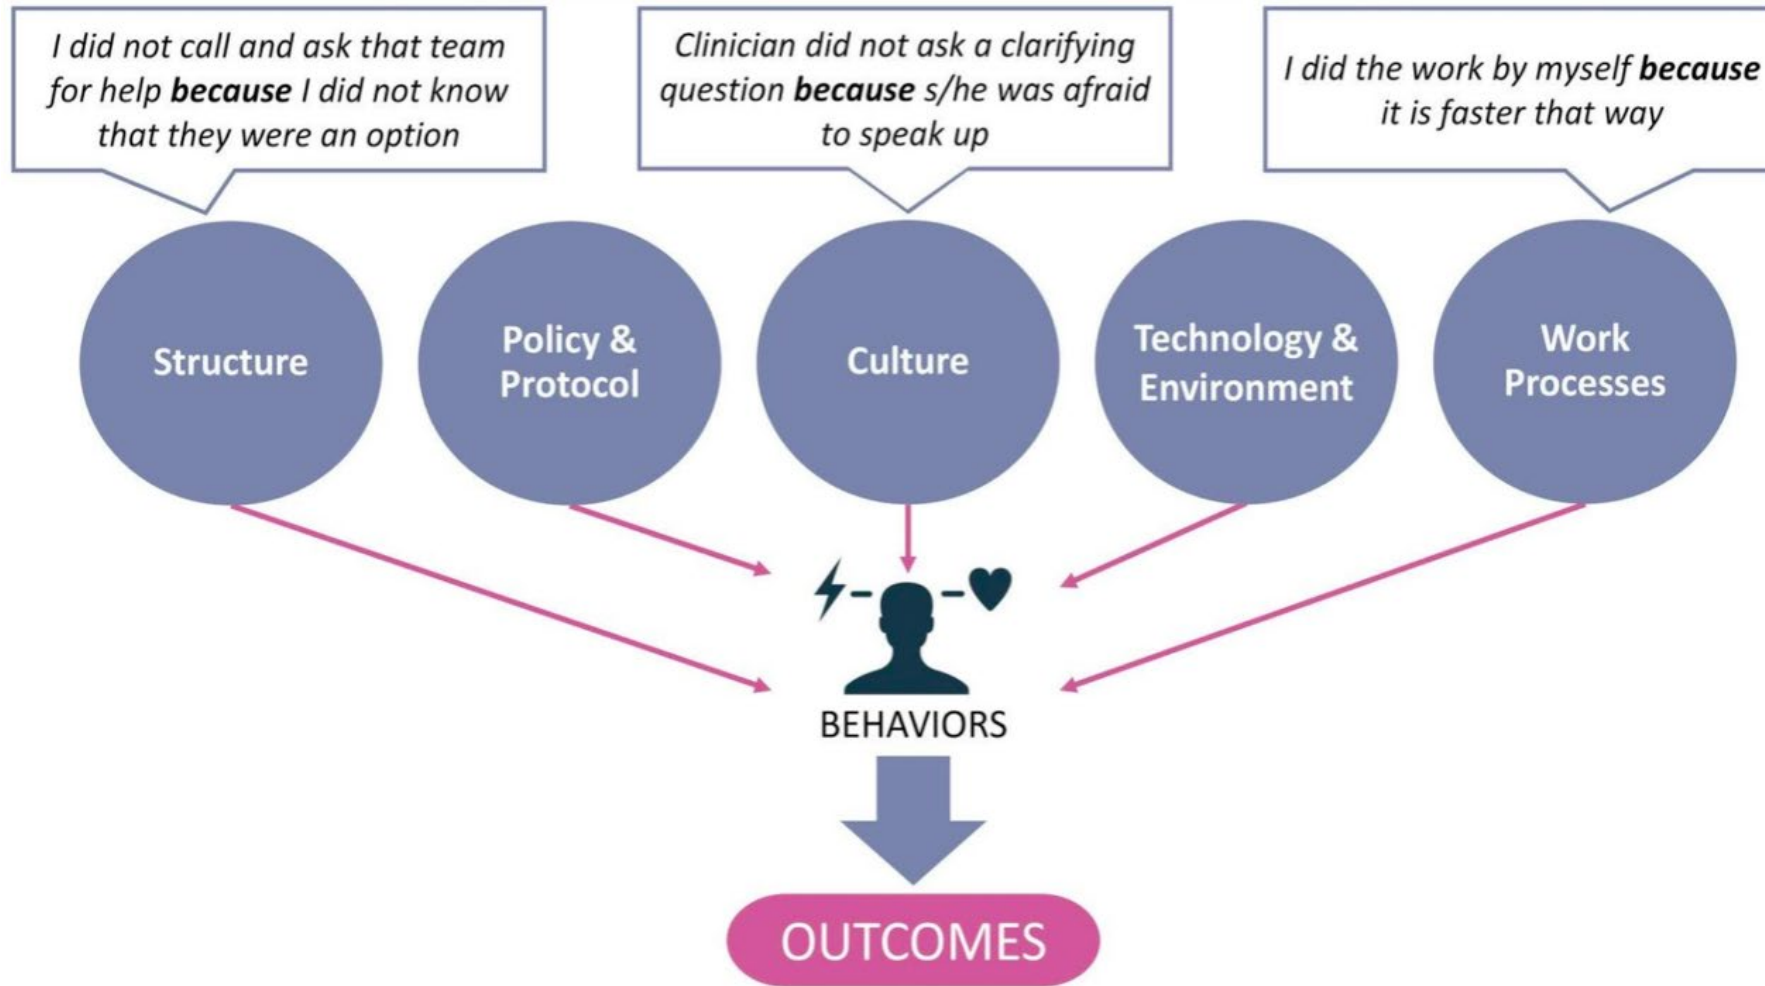 I did not call and ask that team
for help because I did not know
that they were an option
Clinician did not ask a clarifying
question because s/he was afraid
to speak up
I did the work by myself because
it is faster that way
Structure
Policy &
Protocol
Culture
Technology &
Environment
Work
Processes
BEHAVIORS
OUTCOMES